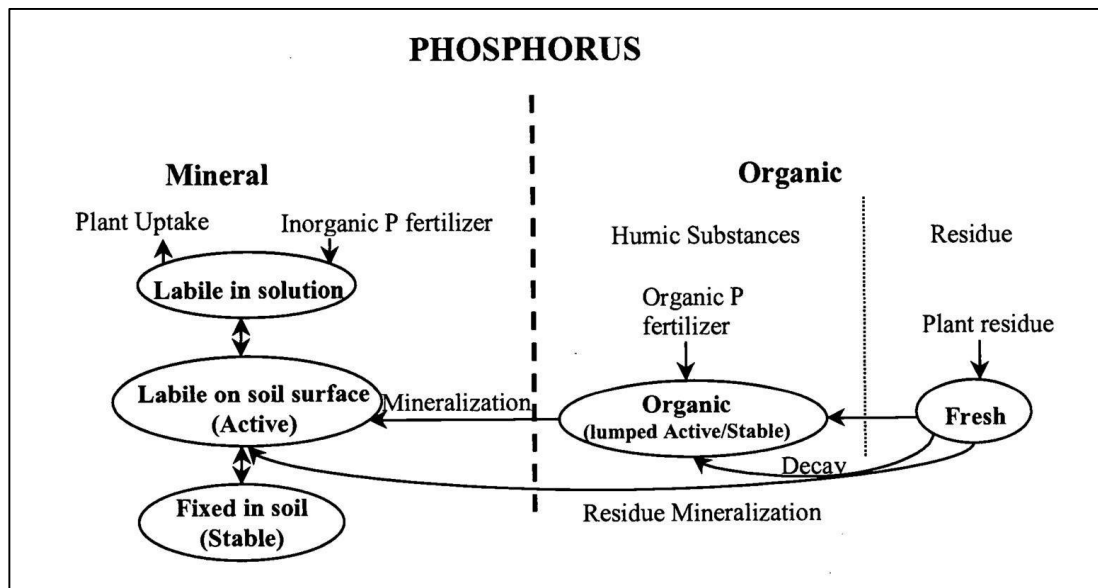 PHOSPHORUS
Mineral
Organic
Plant Uptake
Inorganic P fertilizer
Humic Substances
Residue
Labile in solution
Organic P
fertilizer
Plant residue
Labile on soil surface
(Active)
Mineralization
Organic
(lumped Active/Stable)
Fresh
Decay
Fixed in soil
(Stable)
Residue Mineralization